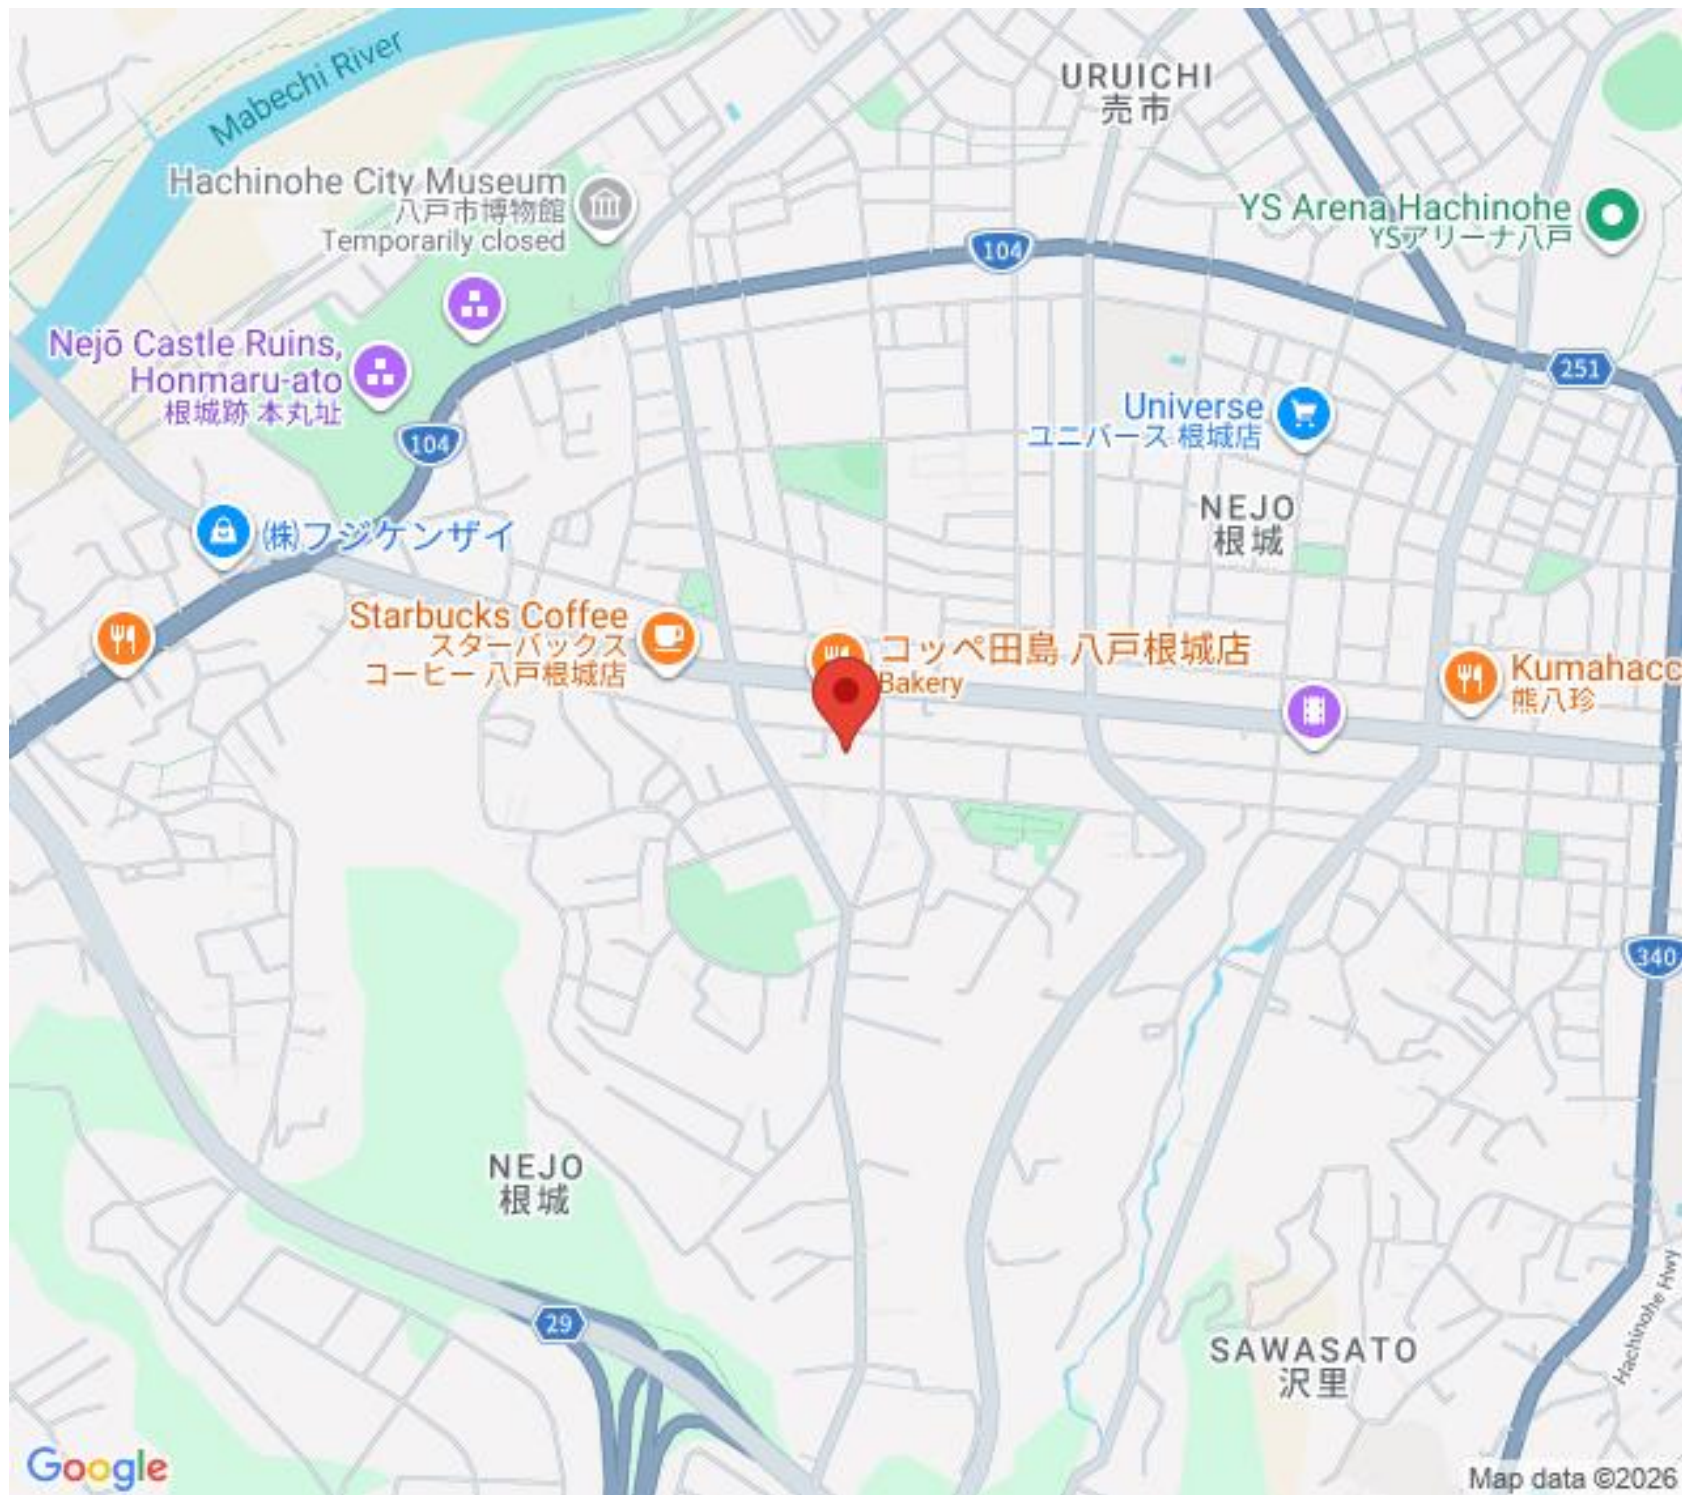 Mabechi River
URUICHI
売市
Hachinohe City Museum
八戸市博物館
Temporarily closed
YS Arena Hachinohe
YSアリーナ八戸
104
Nejō Castle Ruins,
Honmaru-ato
根城跡 本丸址
251
104
Universe
ユニバース 根城店
NEJO
根城
㈱フジケンザイ
Starbucks Coffee
スターバックス
コーヒー 八戸根城店
コッペ田島 八戸根城店
Bakery
Kumahacc
熊八珍
340
NEJO
根城
29
SAWASATO
沢里
Hachinohe Hwy
Google
Map data ©2026